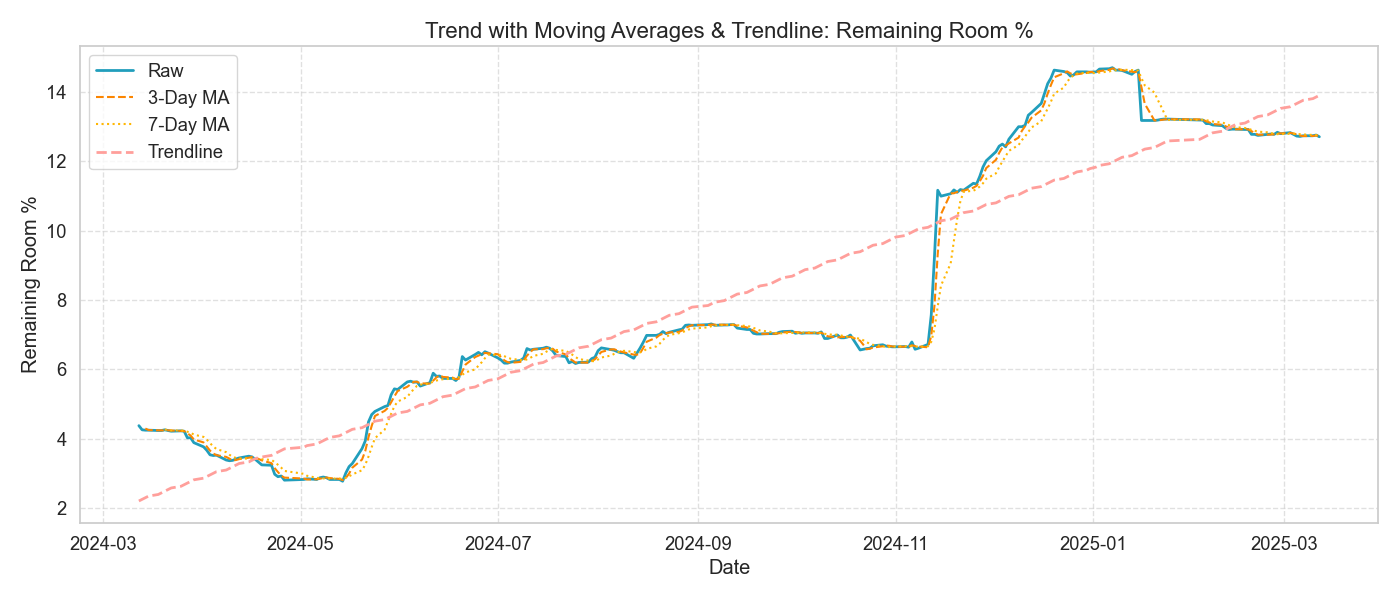 Trend with Moving Averages & Trendline: Remaining Room %
Raw
3-Day MA
7-Day MA
Trendline
Remaining Room %
14
12
10
8
6
4
2
2024-03
2024-05
2024-07
2024-09
2024-11
2025-01
2025-03
Date